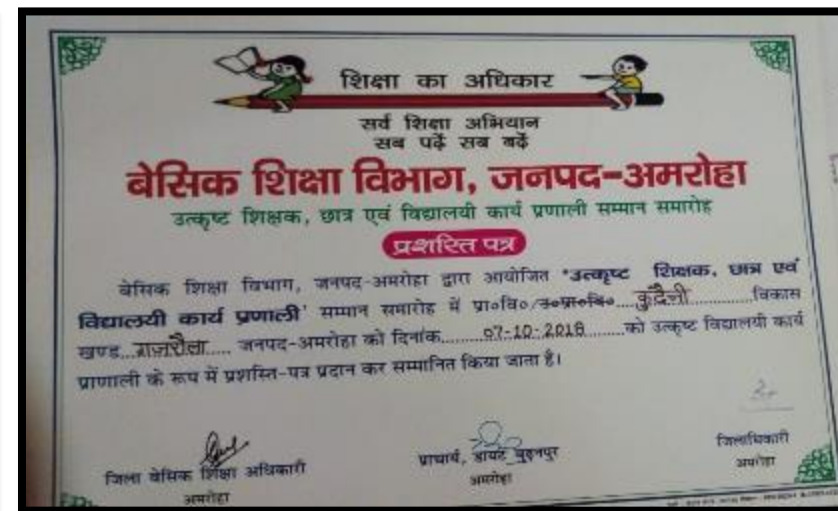 शिक्षा का अधिकार
सर्व शिक्षा अभियान
सब पढ़ें सब बढ़ें
बेसिक शिक्षा विभाग, जनपद-अमरोहा
उत्कृष्ट शिक्षक, छात्र एवं विद्यालयी कार्य प्रणाली सम्मान समारोह
प्रशस्ति पत्र
बेसिक शिक्षा विभाग, जनपद-अमरोहा द्वारा आयोजित "उत्कृष्ट शिक्षक, छात्र एवं
विद्यालयी कार्य प्रणाली' सम्मान समारोह में प्रा०वि०/उ०प्रा०वि०....कुदैनी............विकास
खण्ड...गजरौला..... जनपद-अमरोहा को दिनांक.........07-10-2018.......को उत्कृष्ट विद्यालयी कार्य
प्राणाली के रूप में प्रशस्ति-पत्र प्रदान कर सम्मानित किया जाता है।
जिला बेसिक शिक्षा अधिकारी
अमरोहा
प्राचार्य, डायट बुढ़नपुर
अमरोहा
जिलाधिकारी
अमरोहा